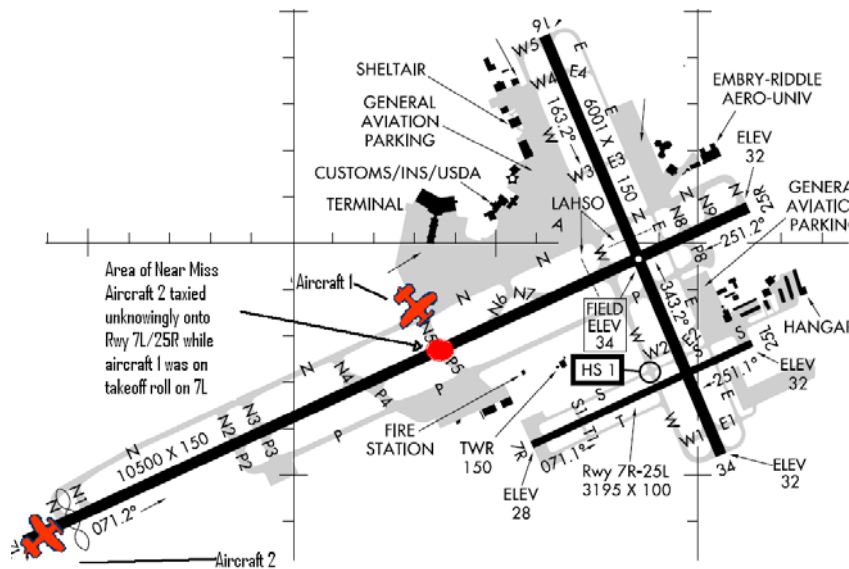 16
W5
E
SHELTAIR
W4
E4
E
GENERAL
AVIATION
PARKING
EMBRY-RIDDLE
AERO-UNIV
163.2°
6001 X 150
W
E3
ELEV
32
CUSTOMS/INS/USDA
W3
N
N
TERMINAL
LAHSO
Z
E
N8
N9
25R
GENERAL
AVIATION
PARKING
A
W
251.2°
P8
Area of Near Miss
Aircraft 2 taxied
unknowingly onto
Rwy 7L/25R while
aircraft 1 was on
takeoff roll on 7L
Aircraft 1
N
N
N6
N7
P
FIELD
ELEV
34
343.2°
HANGAR
N5
P5
W
W2
E2
S
S
25L
HS 1
251.1°
ELEV
32
N
N4
P4
P
S
E
N
N3
N2
P3
P2
P
FIRE
STATION
TWR
150
S1
T1
T
W
W1
E1
10500 X 150
7R
071.1°
Rwy 7R-25L
3195 X 100
34
ELEV
32
N
N1
071.2°
ELEV
28
Aircraft 2